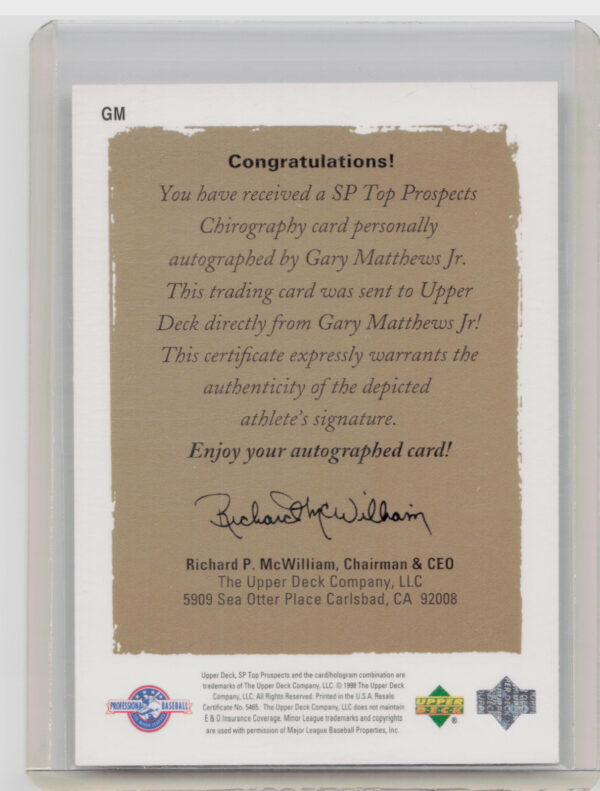 GM
Congratulations!
You have received a SP Top Prospects
Chirography card personally
autographed by Gary Matthews Jr.
This trading card was sent to Upper
Deck directly from Gary Matthews Jr!
This certificate expressly warrants the
authenticity of the depicted
athlete's signature.
Enjoy your autographed card!
Richard McWilliam
Richard P. McWilliam, Chairman & CEO
The Upper Deck Company, LLC
5909 Sea Otter Place Carlsbad, CA 92008
Upper Deck, SP Top Prospects and the card/hologram combination are
trademarks of The Upper Deck Company, LLC. © 1998 The Upper Deck
Company, LLC. All Rights Reserved. Printed in the U.S.A. Resale
Certificate No. 5465. The Upper Deck Company, LLC does not maintain
E & O Insurance Coverage. Minor League trademarks and copyrights
are used with permission of Major League Baseball Properties, Inc.
PROFESSIONAL BASEBALL
UPPER
DECK
®